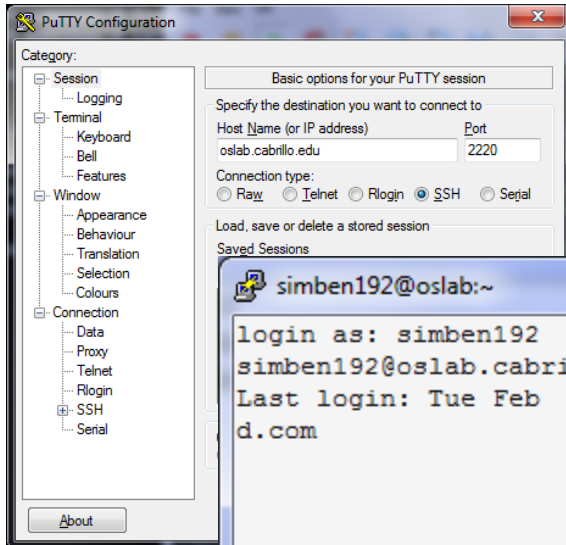 PuTTY Configuration
Category:
Session
Logging
Terminal
Keyboard
Bell
Features
Window
Appearance
Behaviour
Translation
Selection
Colours
Connection
Data
Proxy
Telnet
Rlogin
SSH
Serial
About
Basic options for your PuTTY session
Specify the destination you want to connect to
Host Name (or IP address) Port
oslab.cabrillo.edu 2220
Connection type:
Raw Telnet Rlogin SSH Serial
Load, save or delete a stored session
Saved Sessions
simben192@oslab:~
login as: simben192
simben192@oslab.cabri
Last login: Tue Feb
d.com